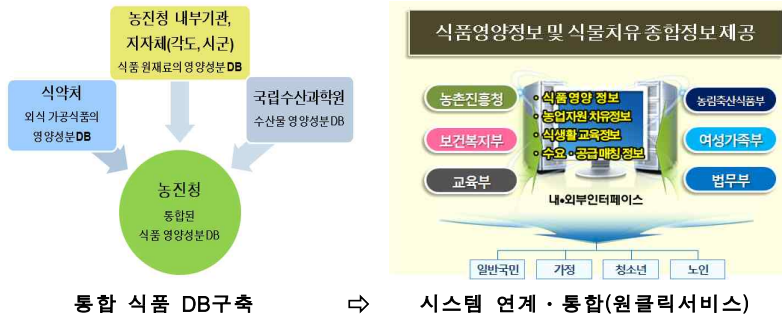 농진청 내부기관,
지자체(각도,시군)
식품 원재료의 영양성분 DB
식약처
외식 가공식품의
영양성분DB
국립수산과학원
수산물 영양성분DB
농진청
통합된
식품 영양성분DB
통합 식품 DB구축
⇨
식품영양정보 및 식물치유 종합정보 제공
농촌진흥청
보건복지부
교육부
• 식품영양 정보
• 농업자원 치유정보
• 식생활 교육정보
• 수요 • 공급매칭정보
농림축산식품부
여성가족부
법무부
내•외부인터페이스
일반국민
가정
청소년
노인
시스템 연계・통합(원클릭서비스)